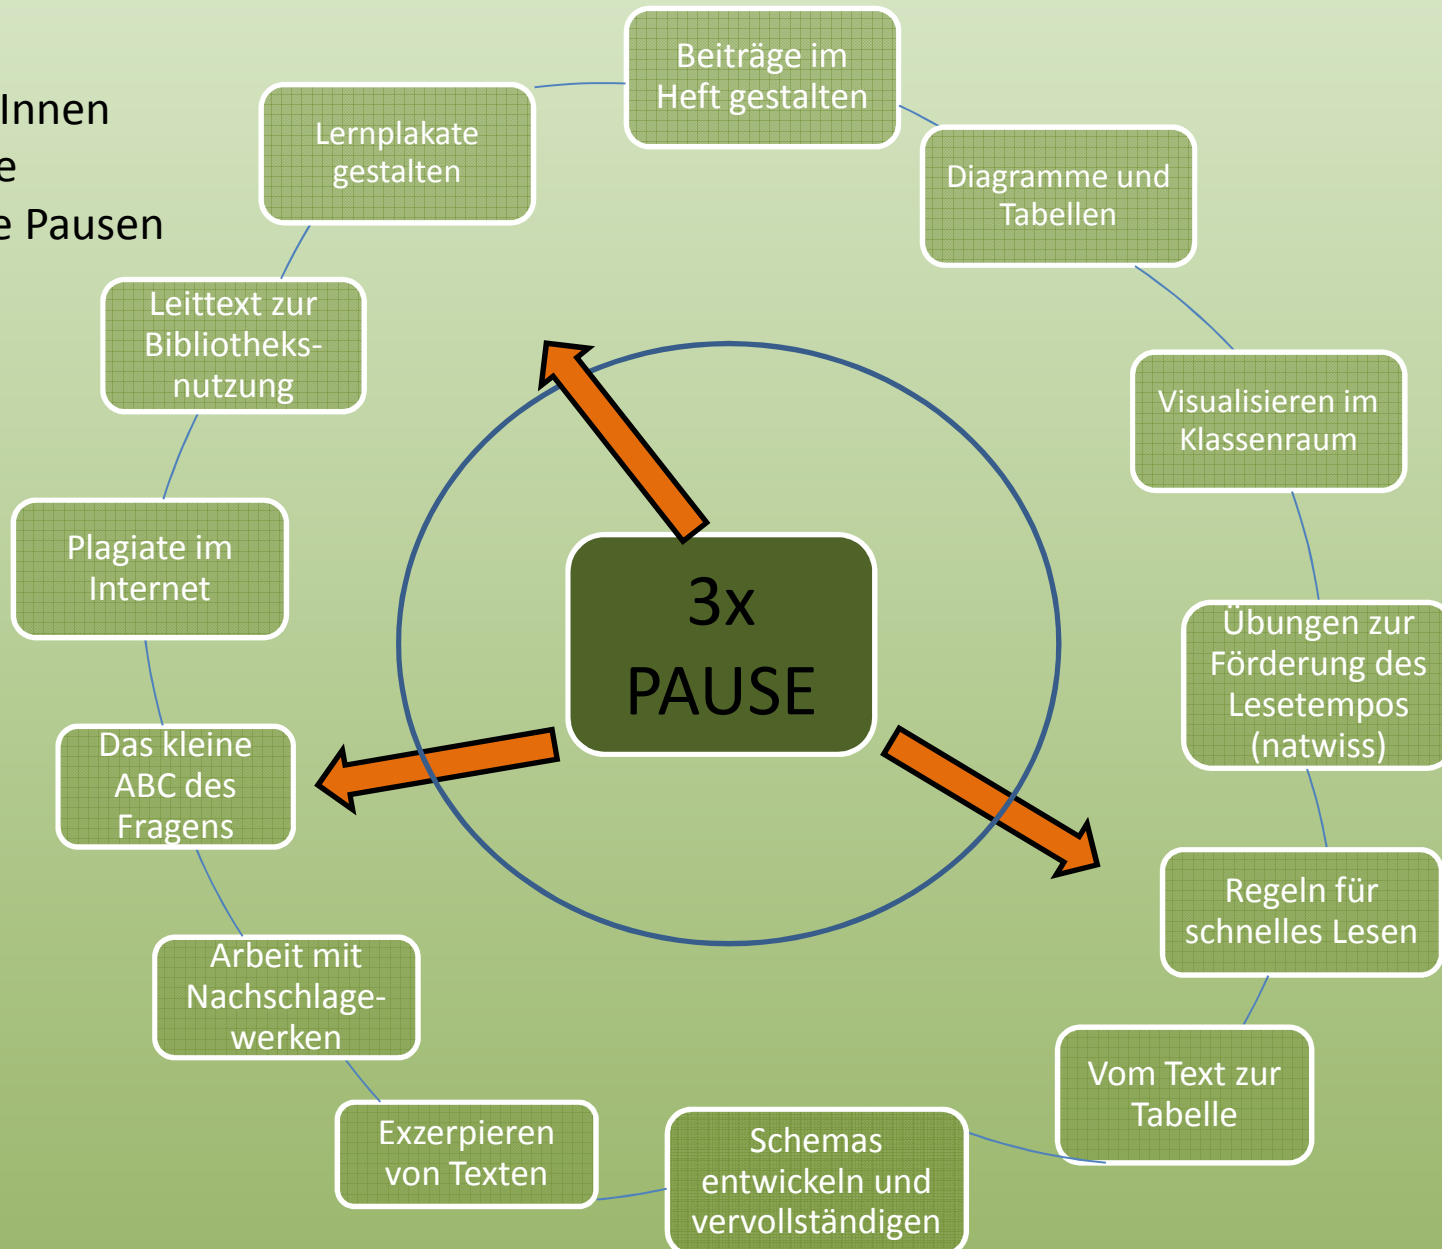 Innen
e
e Pausen
Beiträge im
Heft gestalten
Diagramme und
Tabellen
Visualisieren im
Klassenraum
Übungen zur
Förderung des
Lesetempos
(natwiss)
Regeln für
schnelles Lesen
Vom Text zur
Tabelle
Schemas
entwickeln und
vervollständigen
Exzerpieren
von Texten
Arbeit mit
Nachschlage-
werken
Das kleine
ABC des
Fragens
Plagiate im
Internet
Leittext zur
Bibliotheks-
nutzung
Lernplakate
gestalten
3x
PAUSE